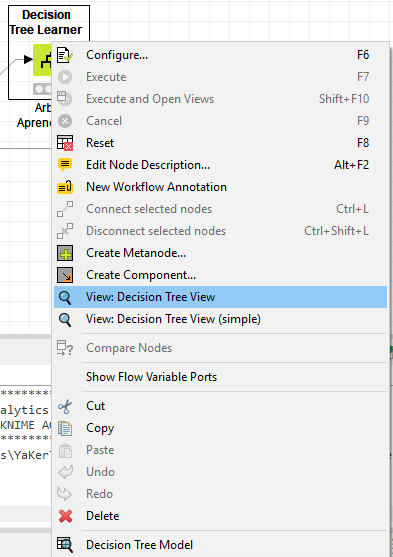 Decision
Tree Learner
Configure... F6
Execute F7
Execute and Open Views Shift+F10
Cancel F9
Arb
Reset F8
Apren
Edit Node Description... Alt+F2
New Workflow Annotation
Connect selected nodes Ctrl+L
Disconnect selected nodes Ctrl+Shift+L
Create Metanode...
Create Component...
View: Decision Tree View
View: Decision Tree View (simple)
Compare Nodes
Show Flow Variable Ports
********
Cut
alytics
KNIME A
Copy
********
Paste
s\YaKer
Undo
Redo
Delete
Decision Tree Model